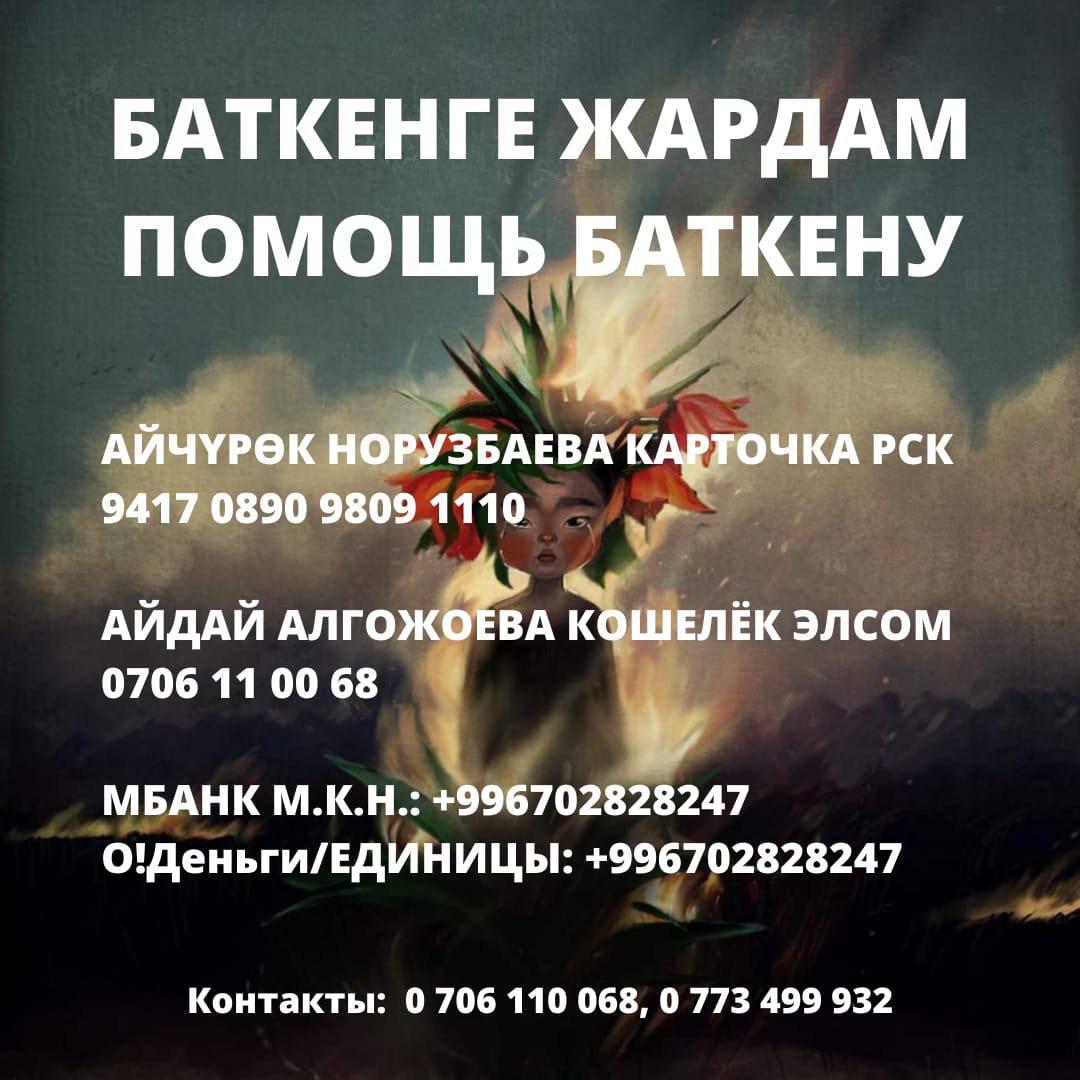 БАТКЕНГЕ ЖАРДАМ
ПОМОЩЬ БАТКЕНУ
АЙЧҮРӨК НОРУЗБАЕВА КАРТОЧКА РСК
9417 0890 9809 1110
АЙДАЙ АЛГОЖОЕВА КОШЕЛЁК ЭЛСОМ
0706 11 00 68
МБАНК М.К.Н.: +996702828247
О!Деньги/ЕДИНИЦЫ: +996702828247
Контакты: 0 706 110 068, 0 773 499 932